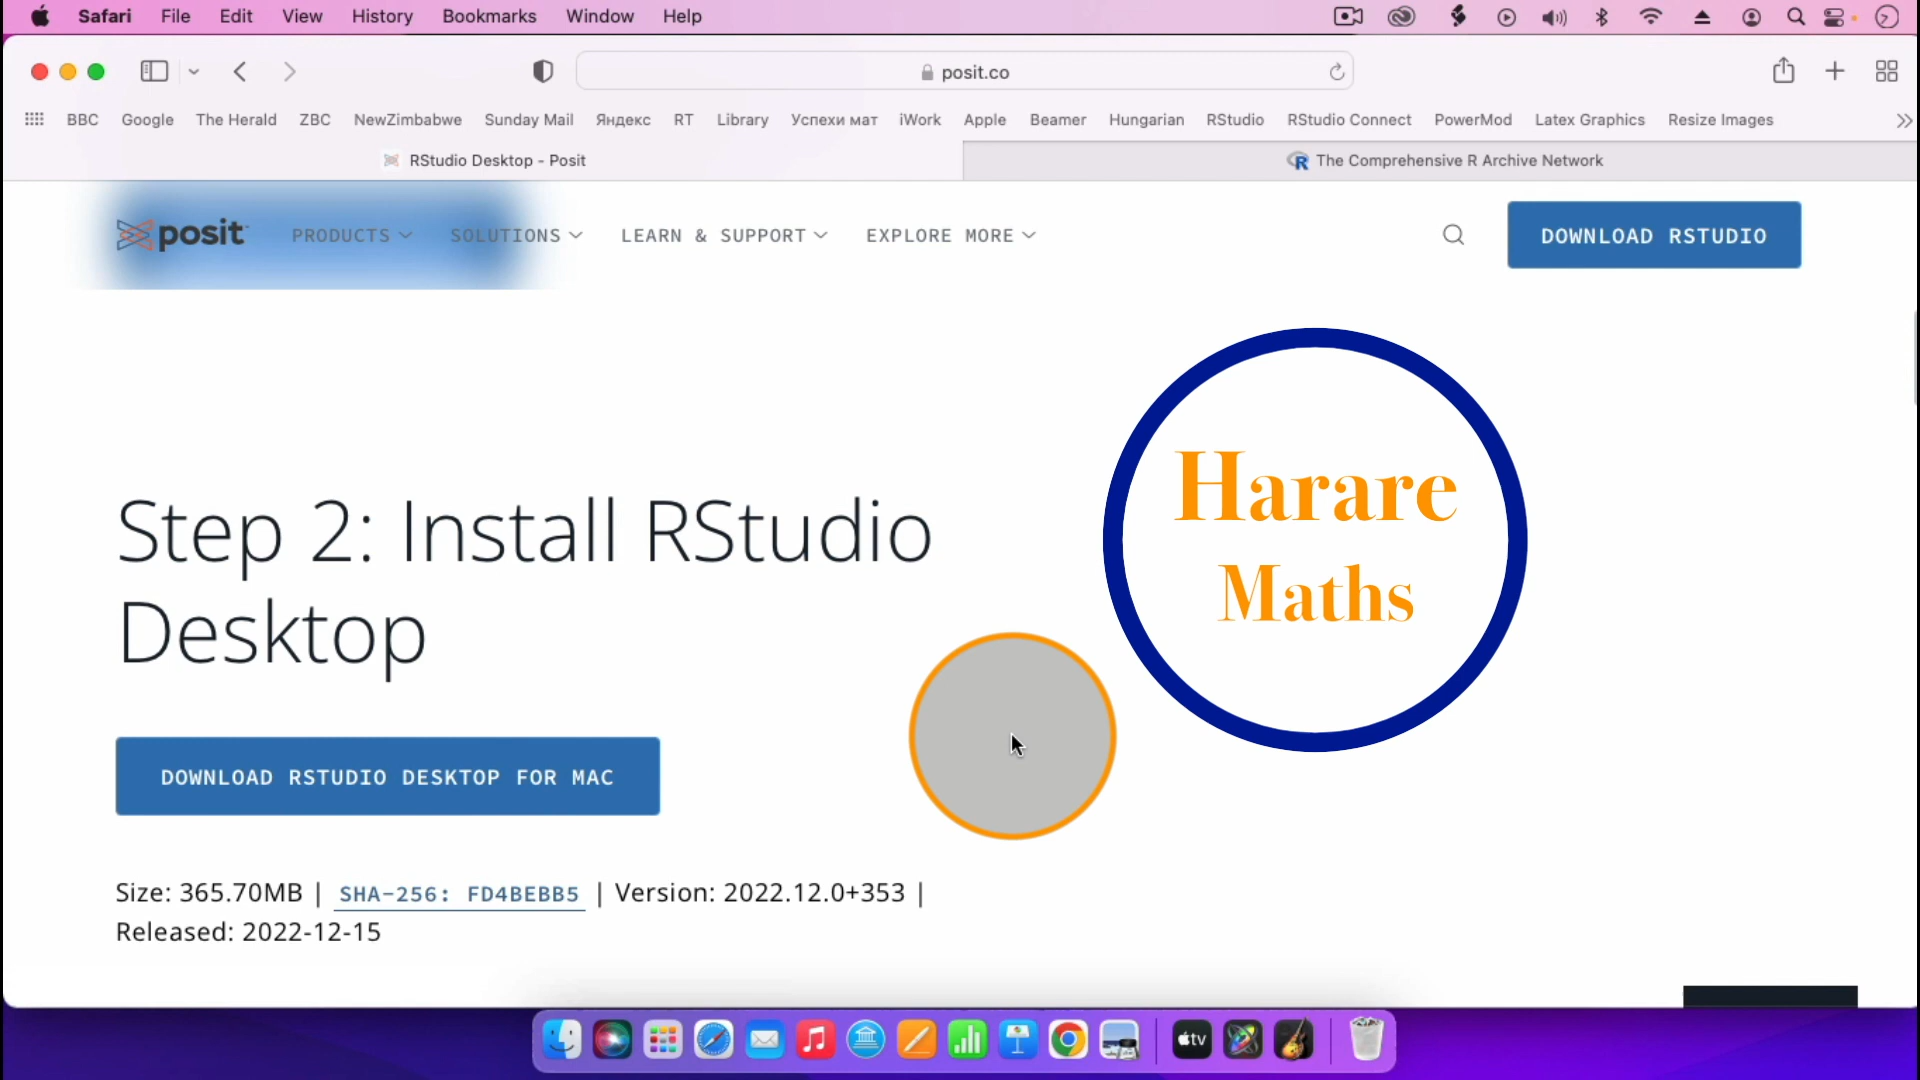 Safari File Edit View History Bookmarks Window Help
posit.co
BBC Google The Herald ZBC NewZimbabwe Sunday Mail Яндекс RT Library Успехи мат iWork Apple Beamer Hungarian RStudio RStudio Connect PowerMod Latex Graphics Resize Images
RStudio Desktop - Posit
The Comprehensive R Archive Network
posit PRODUCTS SOLUTIONS LEARN & SUPPORT EXPLORE MORE DOWNLOAD RSTUDIO
Harare
Maths
Step 2: Install RStudio
Desktop
DOWNLOAD RSTUDIO DESKTOP FOR MAC
Size: 365.70MB | SHA-256: FD4BEBB5 | Version: 2022.12.0+353 |
Released: 2022-12-15
tv